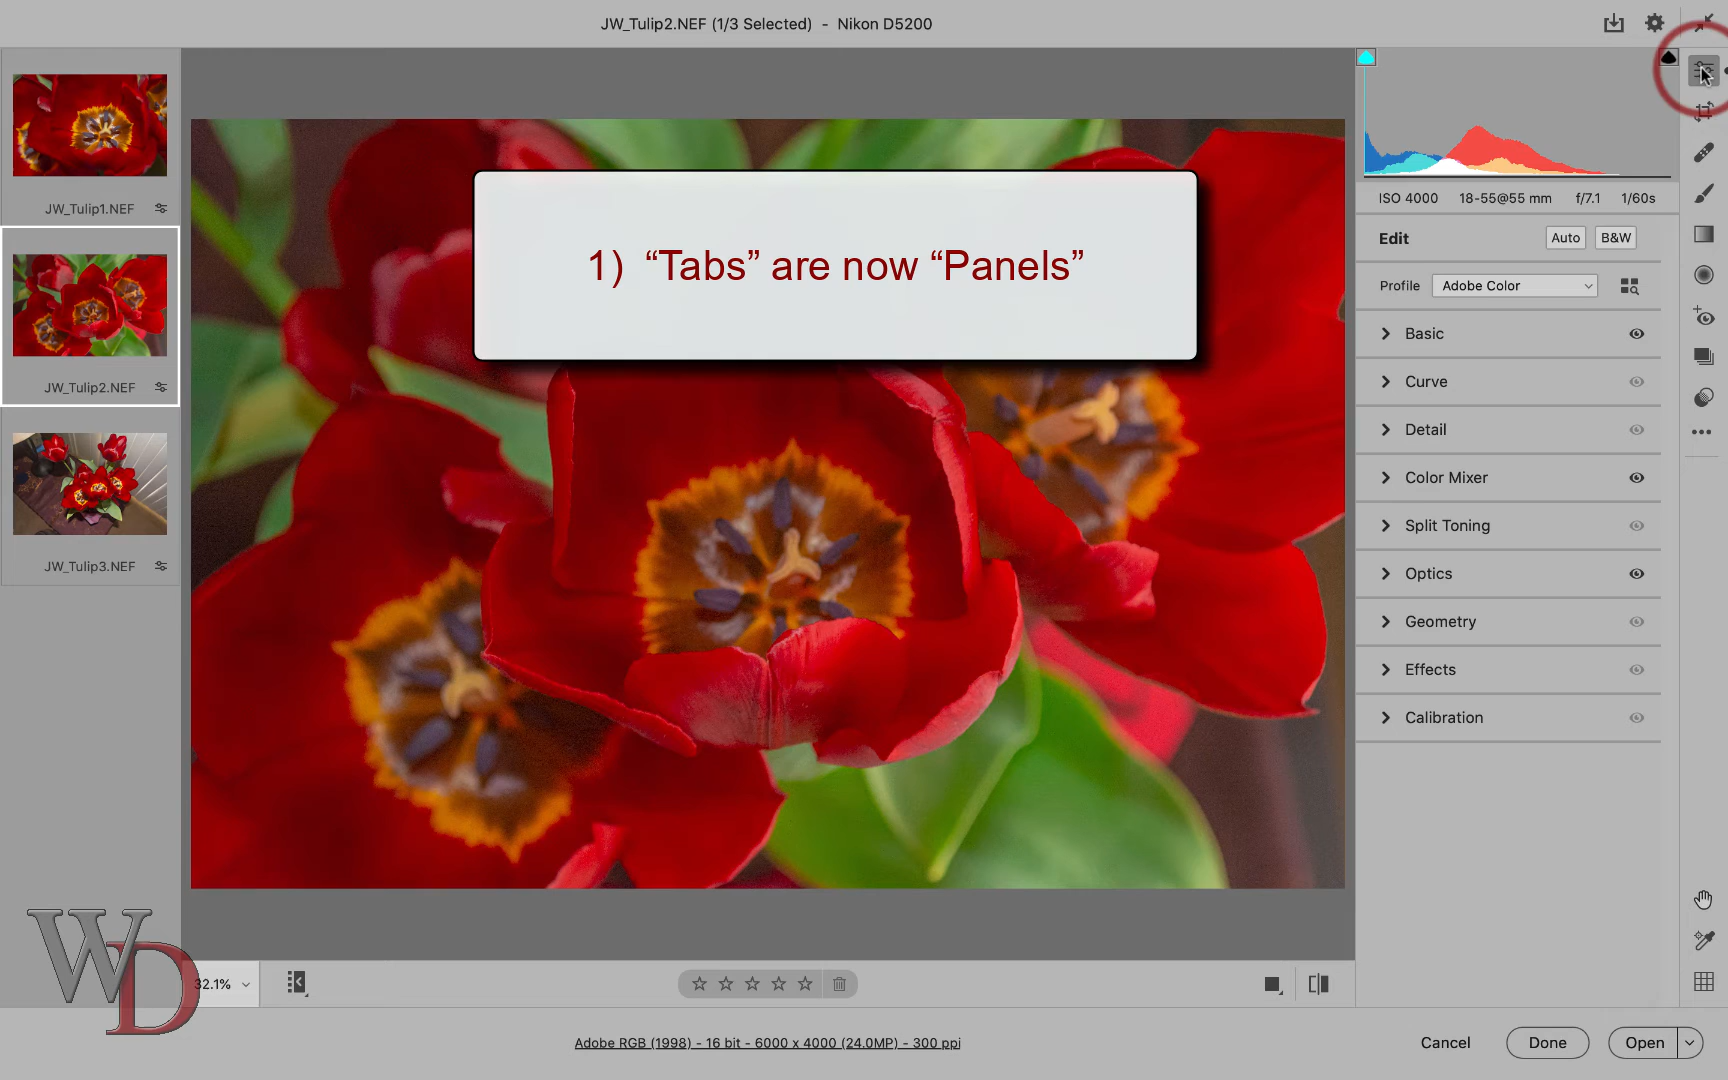 JW_Tulip2.NEF (1/3 Selected) - Nikon D5200
JW_Tulip1.NEF
JW_Tulip2.NEF
JW_Tulip3.NEF
1) “Tabs” are now “Panels”
ISO 4000 18-55@55 mm f/7.1 1/60s
Edit Auto B&W
Profile Adobe Color
Basic
Curve
Detail
Color Mixer
Split Toning
Optics
Geometry
Effects
Calibration
WD
32.1%
Adobe RGB (1998) - 16 bit - 6000 x 4000 (24.0MP) - 300 ppi
Cancel Done Open